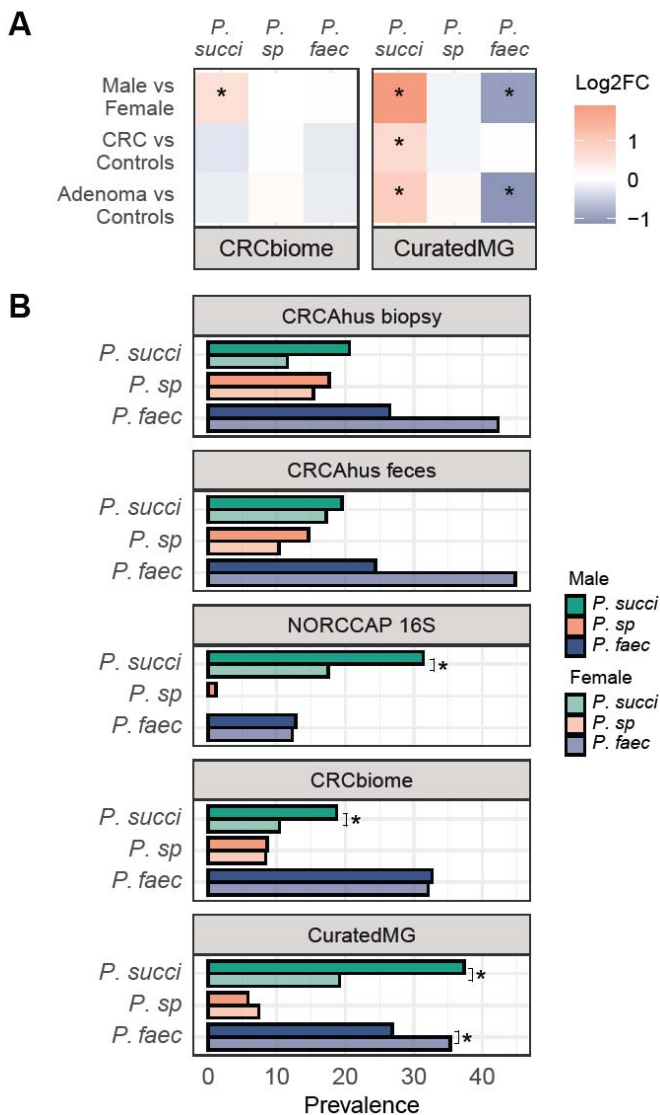 A
P. succi P. sp P. faec P. succi P. sp P. faec
Log2FC
Male vs Female
* * *
CRC vs Controls
*
Adenoma vs Controls
* *
1
0
−1
CRCbiome CuratedMG
B
CRCAhus biopsy
P. succi
P. sp
P. faec
CRCAhus feces
P. succi
P. sp
P. faec
Male
P. succi
P. sp
P. faec
Female
P. succi
P. sp
P. faec
NORCCAP 16S
P. succi *
P. sp
P. faec
CRCbiome
P. succi *
P. sp
P. faec
CuratedMG
P. succi *
P. sp
P. faec *
0 10 20 30 40
Prevalence